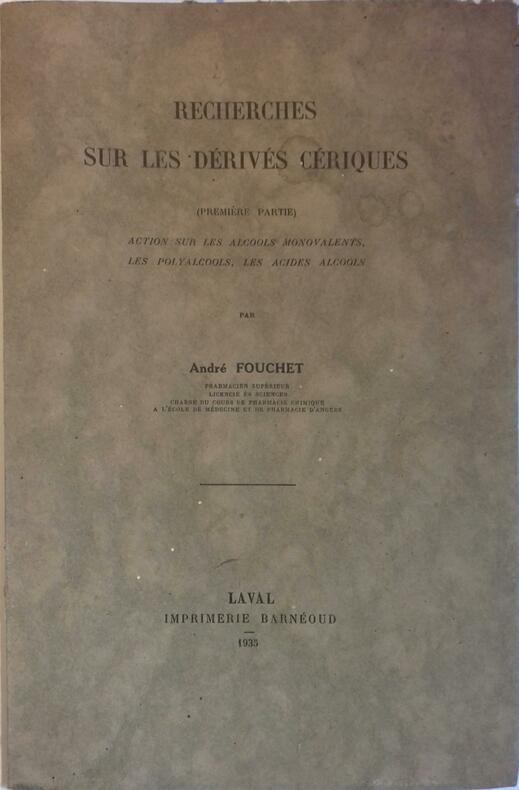 RECHERCHES
SUR LES DÉRIVÉS CÉRIQUES
(PREMIÈRE PARTIE)
ACTION SUR LES ALCOOLS MONOVALENTS,
LES POLYALCOOLS, LES ACIDES ALCOOLS
PAR
André FOUCHET
PHARMACIEN SUPÉRIEUR
LICENCIÉ ÈS SCIENCES
CHARGÉ DU COURS DE PHARMACIE CHIMIQUE
A L'ÉCOLE DE MÉDECINE ET DE PHARMACIE D'ANGERS
LAVAL
IMPRIMERIE BARNÉOUD
1935